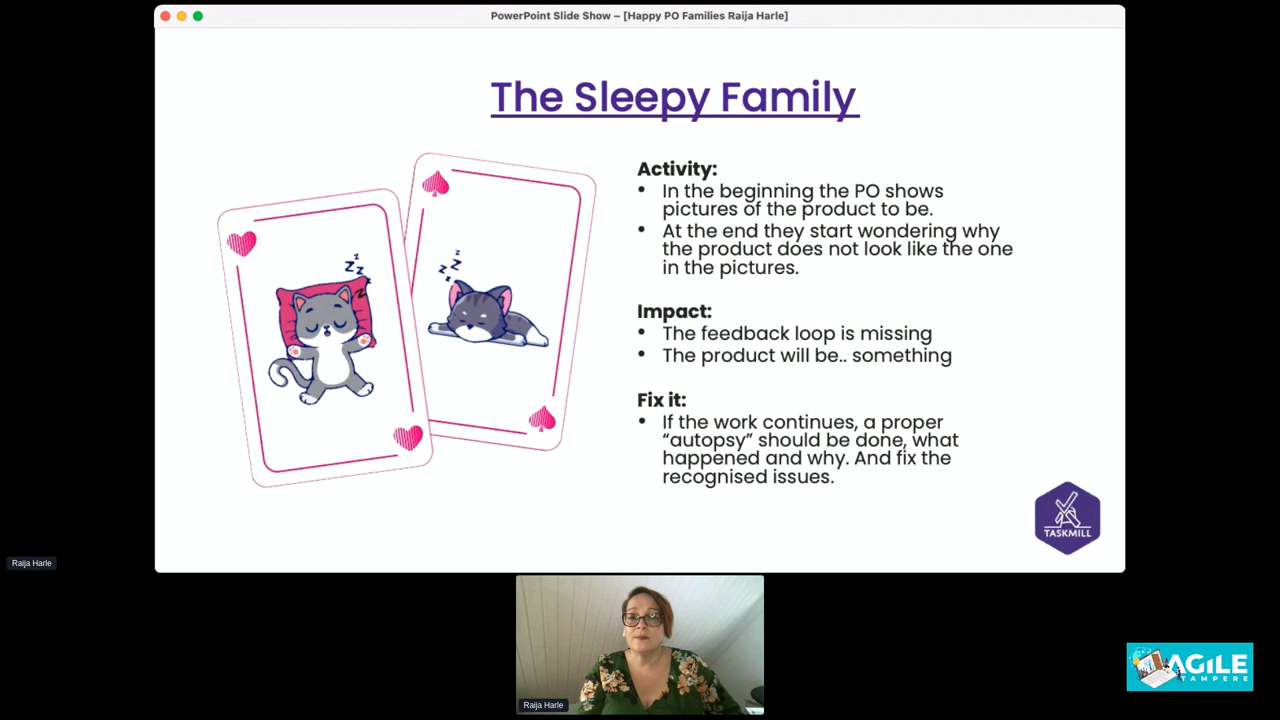 PowerPoint Slide Show – [Happy PO Families Raija Harle]
The Sleepy Family
Activity:
• In the beginning the PO shows
pictures of the product to be.
• At the end they start wondering why
the product does not look like the one
in the pictures.
Impact:
• The feedback loop is missing
• The product will be.. something
Fix it:
• If the work continues, a proper
“autopsy” should be done, what
happened and why. And fix the
recognised issues.
z z z
z z z
TASKMILL
Raija Harle
Raija Harle
AGILE
TAMPERE